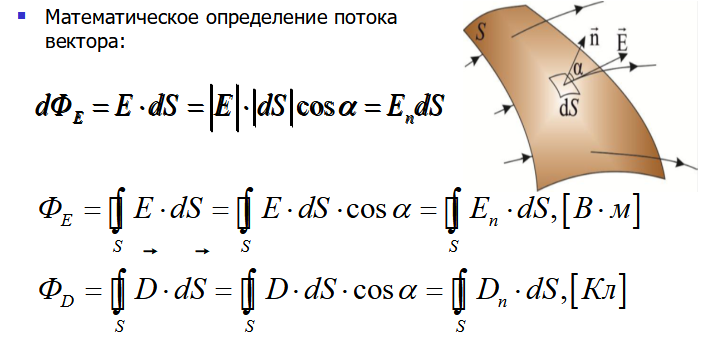 Математическое определение потока
вектора:
S
n⃗
E⃗
α
dS
dΦ_E = E · dS = |E| · |dS| cos α = E_n dS
Φ_E = ∯_S E · dS = ∯_S E · dS · cos α = ∯_S E_n · dS, [В · м]
→ →
Φ_D = ∯_S D · dS = ∯_S D · dS · cos α = ∯_S D_n · dS, [Кл]